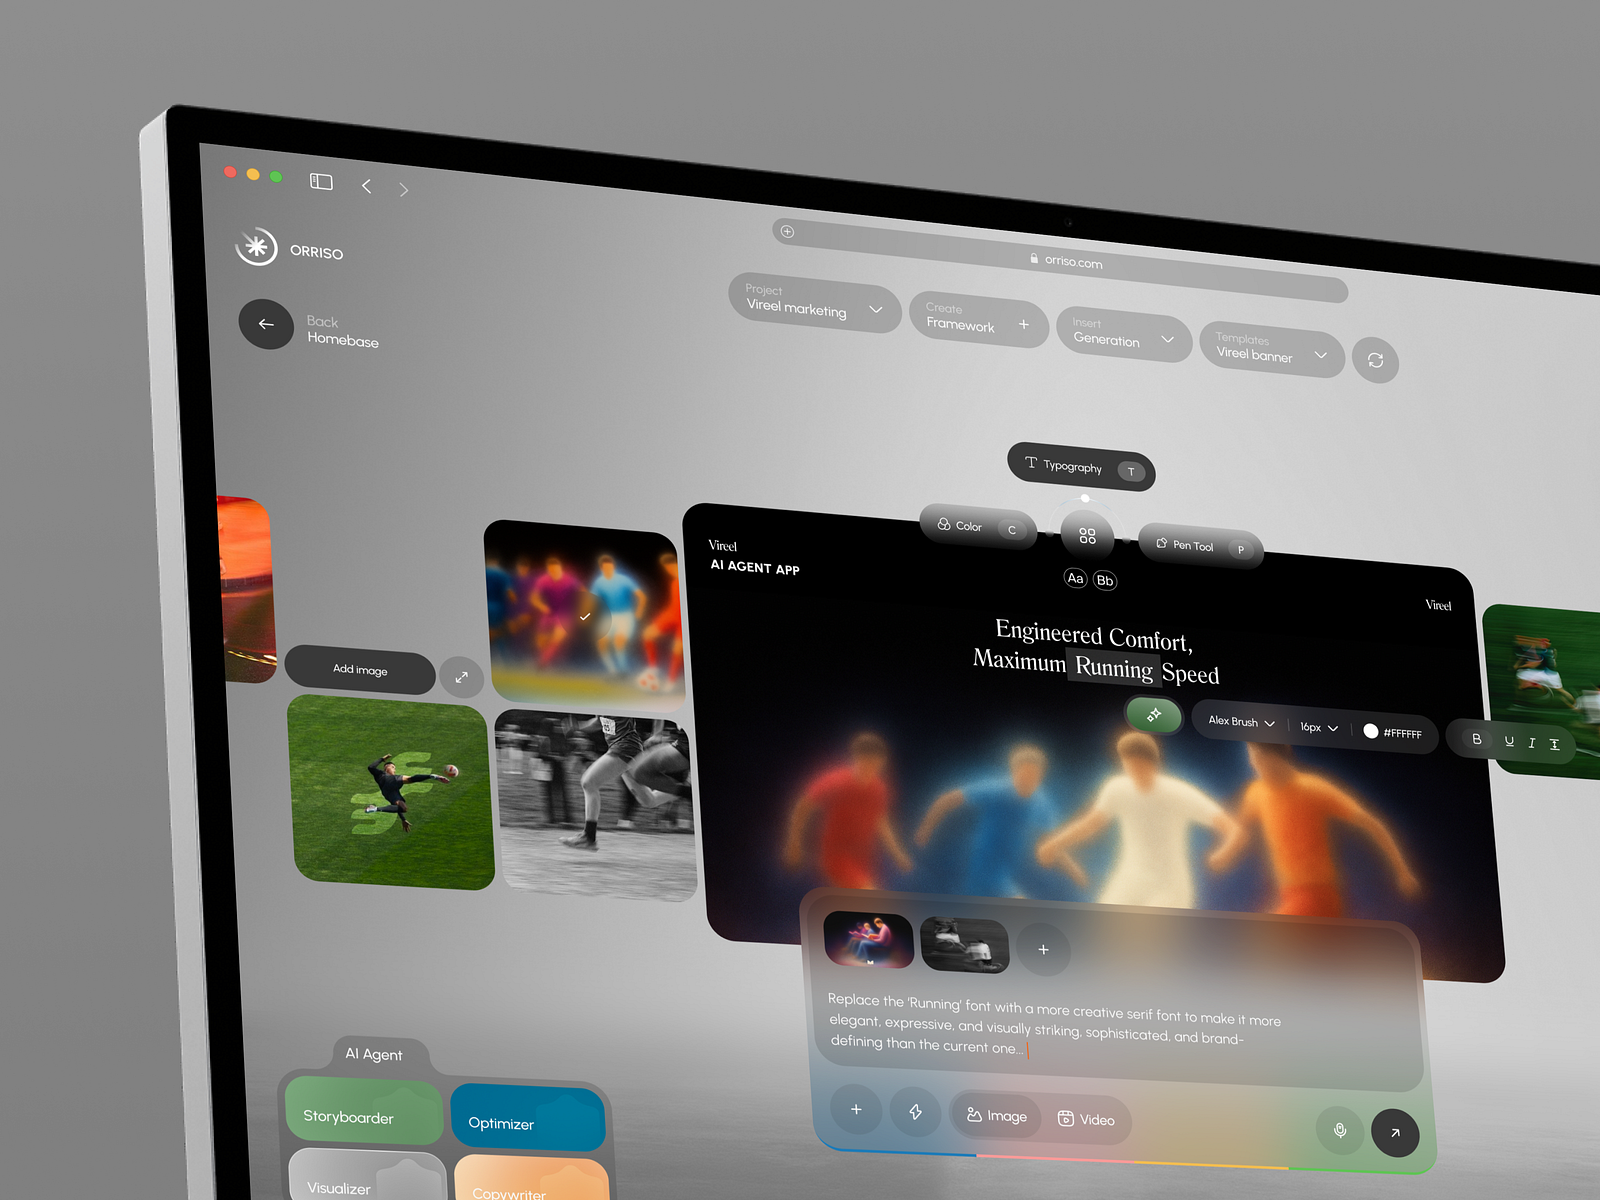 ORRISO
orriso.com
Back
Homebase
Project
Vireel marketing
Create
Framework
Insert
Generation
Templates
Vireel banner
Typography T
Color C
Pen Tool P
Vireel
AI AGENT APP
Aa Bb
Vireel
Engineered Comfort,
Maximum Running Speed
Add image
Alex Brush 16px #FFFFFF
B U I T
Replace the 'Running' font with a more creative serif font to make it more
elegant, expressive, and visually striking, sophisticated, and brand-
defining than the current one...
Image Video
AI Agent
Storyboarder
Optimizer
Visualizer
Copywriter